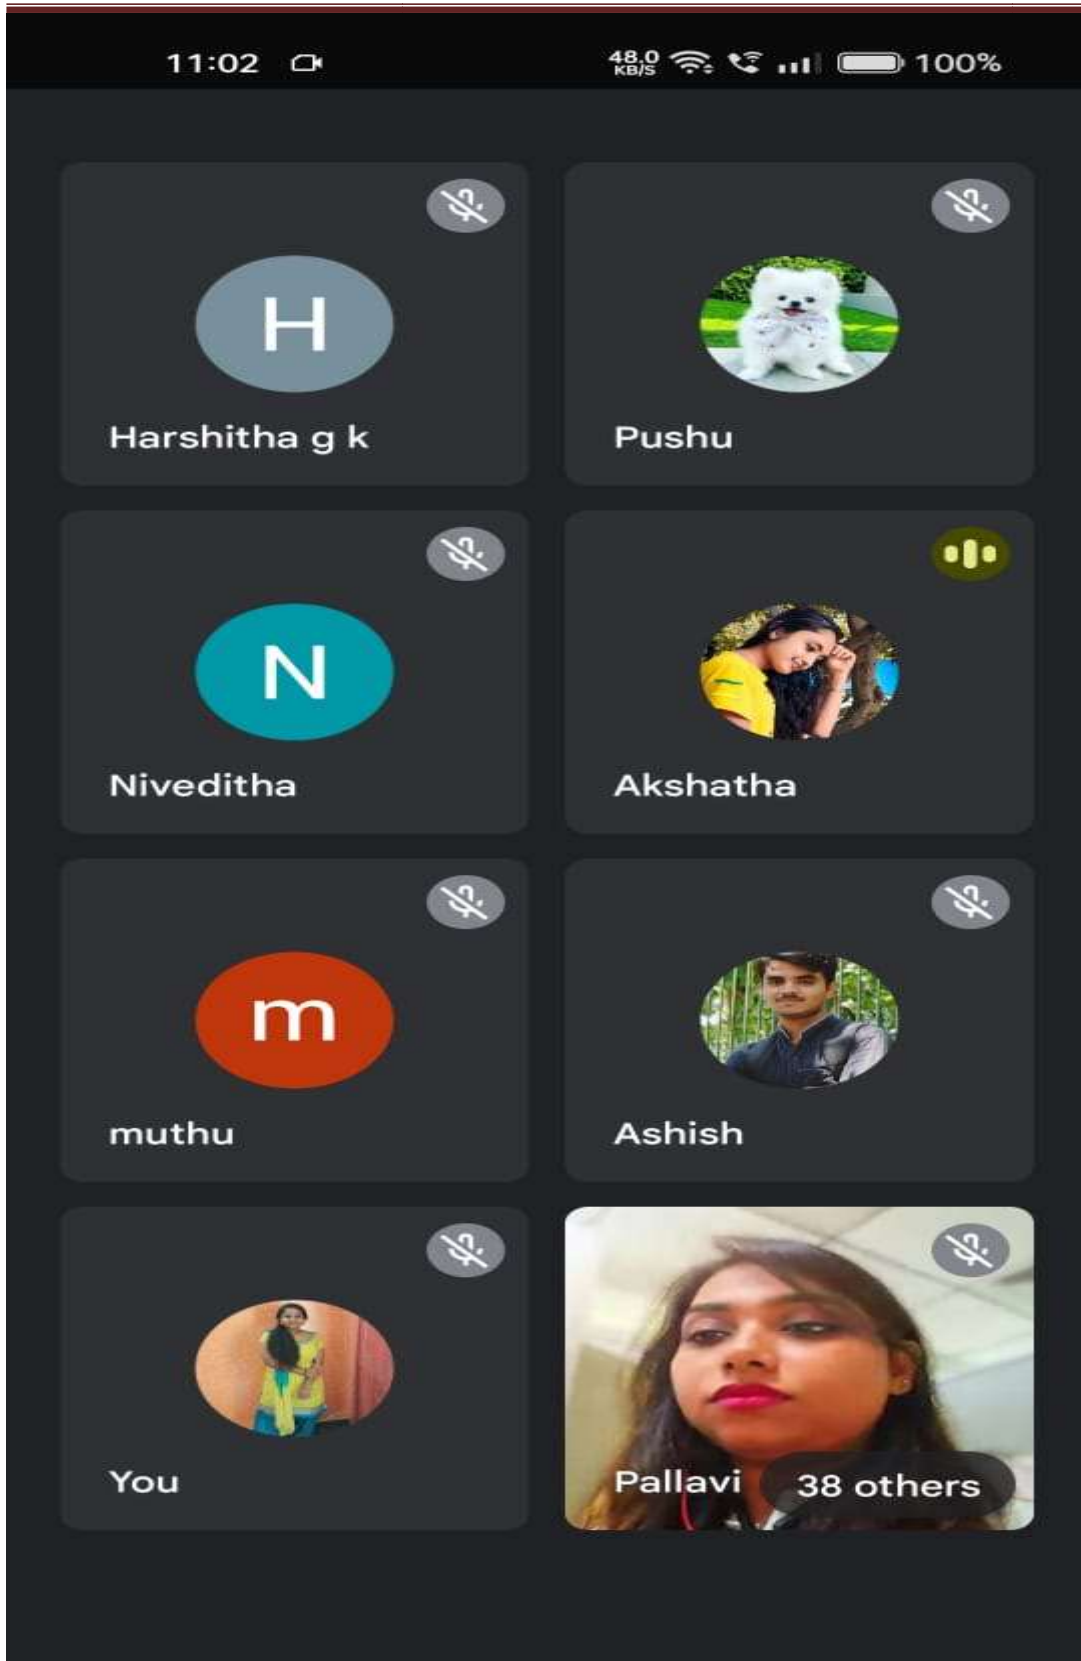 11:02 48.0 KB/S 100%
H
Harshitha g k
Pushu
N
Niveditha
Akshatha
m
muthu
Ashish
You
Pallavi 38 others